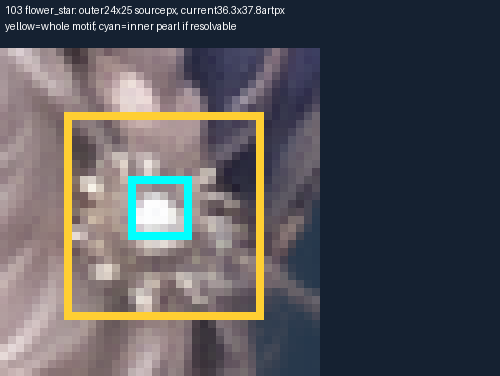 103 flower_star: outer24x25 sourcepx, current36.3x37.8artpx
yellow=whole motif; cyan=inner pearl if resolvable